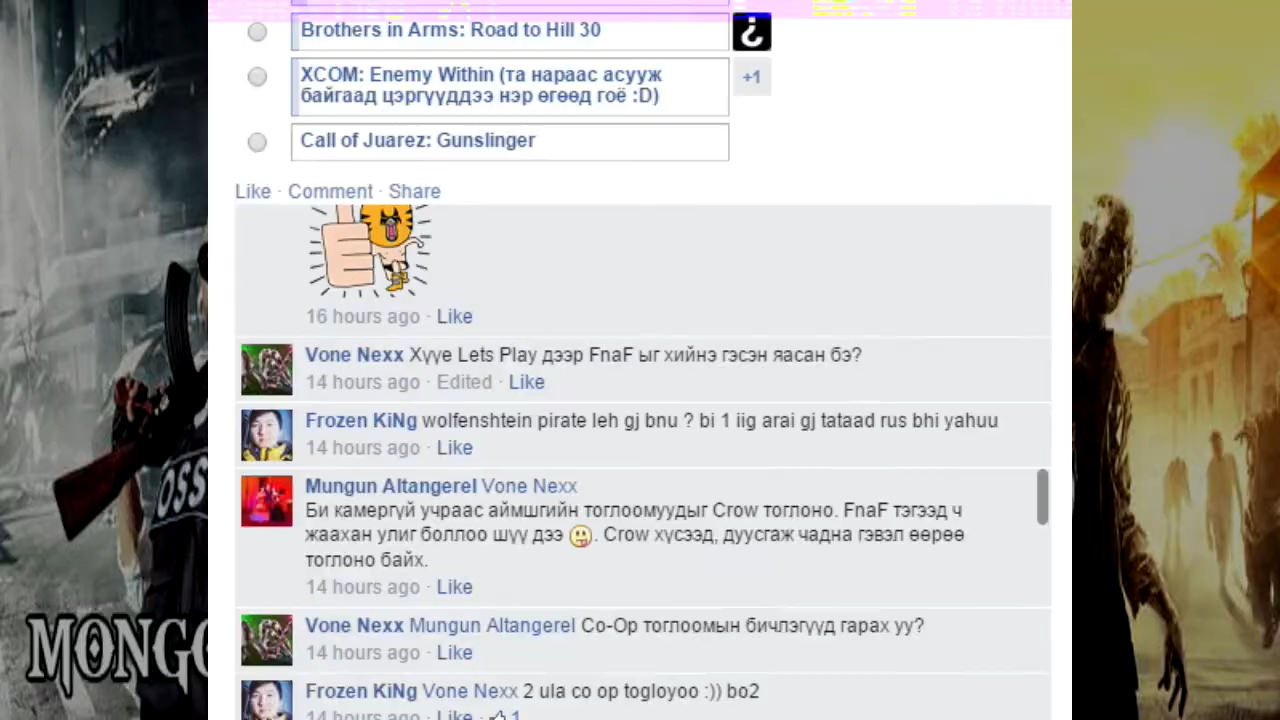 Brothers in Arms: Road to Hill 30
XCOM: Enemy Within (та нараас асууж
байгаад цэргүүддээ нэр өгөөд гоё :D)
+1
Call of Juarez: Gunslinger
Like · Comment · Share
16 hours ago · Like
Vone Nexx Хүүе Lets Play дээр FnaF ыг хийнэ гэсэн яасан бэ?
14 hours ago · Edited · Like
Frozen KiNg wolfenshtein pirate leh gj bnu ? bi 1 iig arai gj tataad rus bhi yahuu
14 hours ago · Like
Mungun Altangerel Vone Nexx
Би камергүй учраас аймшгийн тоглоомуудыг Crow тоглоно. FnaF тэгээд ч
жаахан улиг боллоо шүү дээ . Crow хүсээд, дуусгаж чадна гэвэл өөрөө
тоглоно байх.
14 hours ago · Like
Vone Nexx Mungun Altangerel Co-Op тоглоомын бичлэгүүд гарах уу?
14 hours ago · Like
Frozen KiNg Vone Nexx 2 ula co op togloyoo :)) bo2
14 hours ago · Like · 1
OSS
MONGO